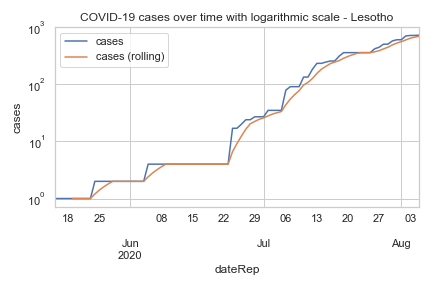 COVID-19 cases over time with logarithmic scale - Lesotho
10³
cases
cases (rolling)
10²
cases
10¹
10⁰
18 25 08 15 22 29 06 13 20 27 03
Jun Jul Aug
2020
dateRep